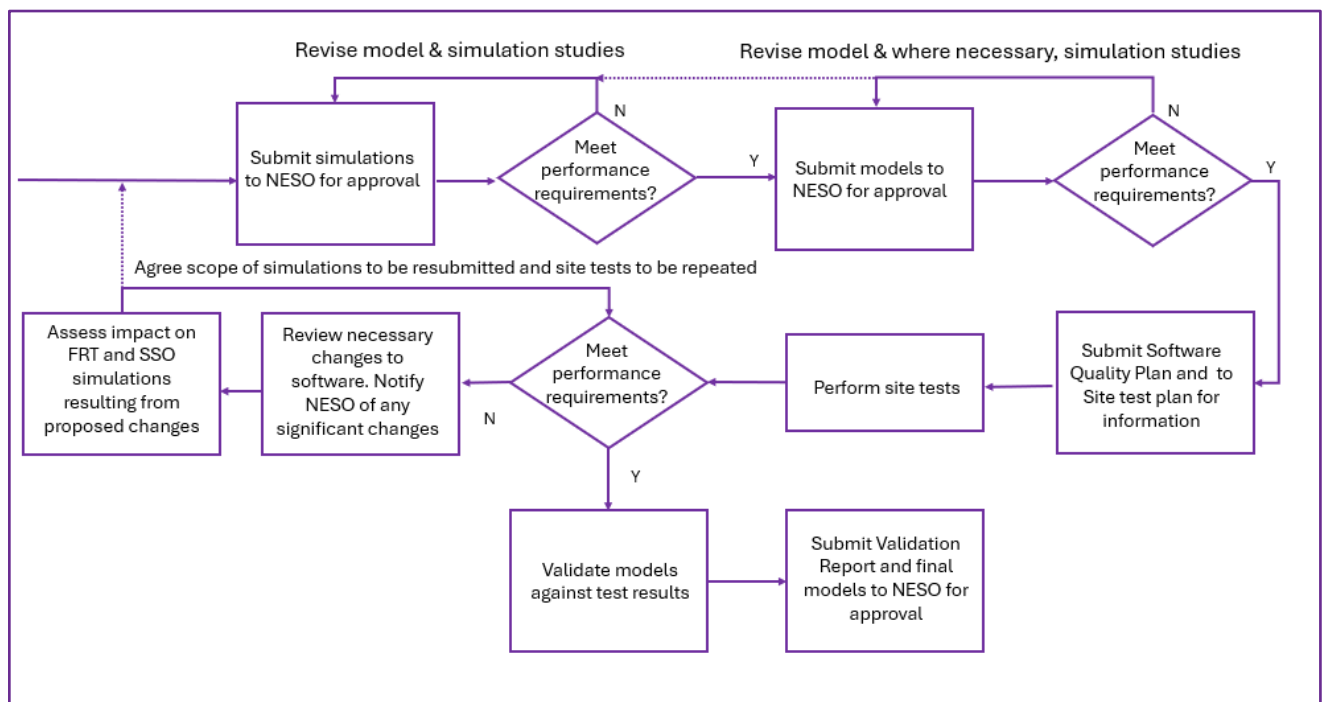 Revise model & simulation studies
Revise model & where necessary, simulation studies
Submit simulations
to NESO for approval
N
Meet
performance
requirements?
Y
Submit models to
NESO for approval
N
Meet
performance
requirements?
Y
Agree scope of simulations to be resubmitted and site tests to be repeated
Assess impact on
FRT and SSO
simulations
resulting from
proposed changes
Review necessary
changes to
software. Notify
NESO of any
significant changes
N
Meet
performance
requirements?
Perform site tests
Submit Software
Quality Plan and to
Site test plan for
information
Y
Validate models
against test results
Submit Validation
Report and final
models to NESO for
approval